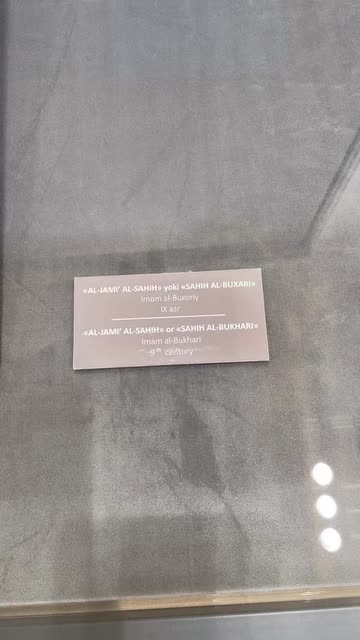 «AL-JAMI’ AL-SAHIH» yoki «SAHIH AL-BUXARI»
Imom al-Buxoriy
IX asr
«AL-JAMI’ AL-SAHIH» or «SAHIH AL-BUKHARI»
Imam al-Bukhari
9TH century